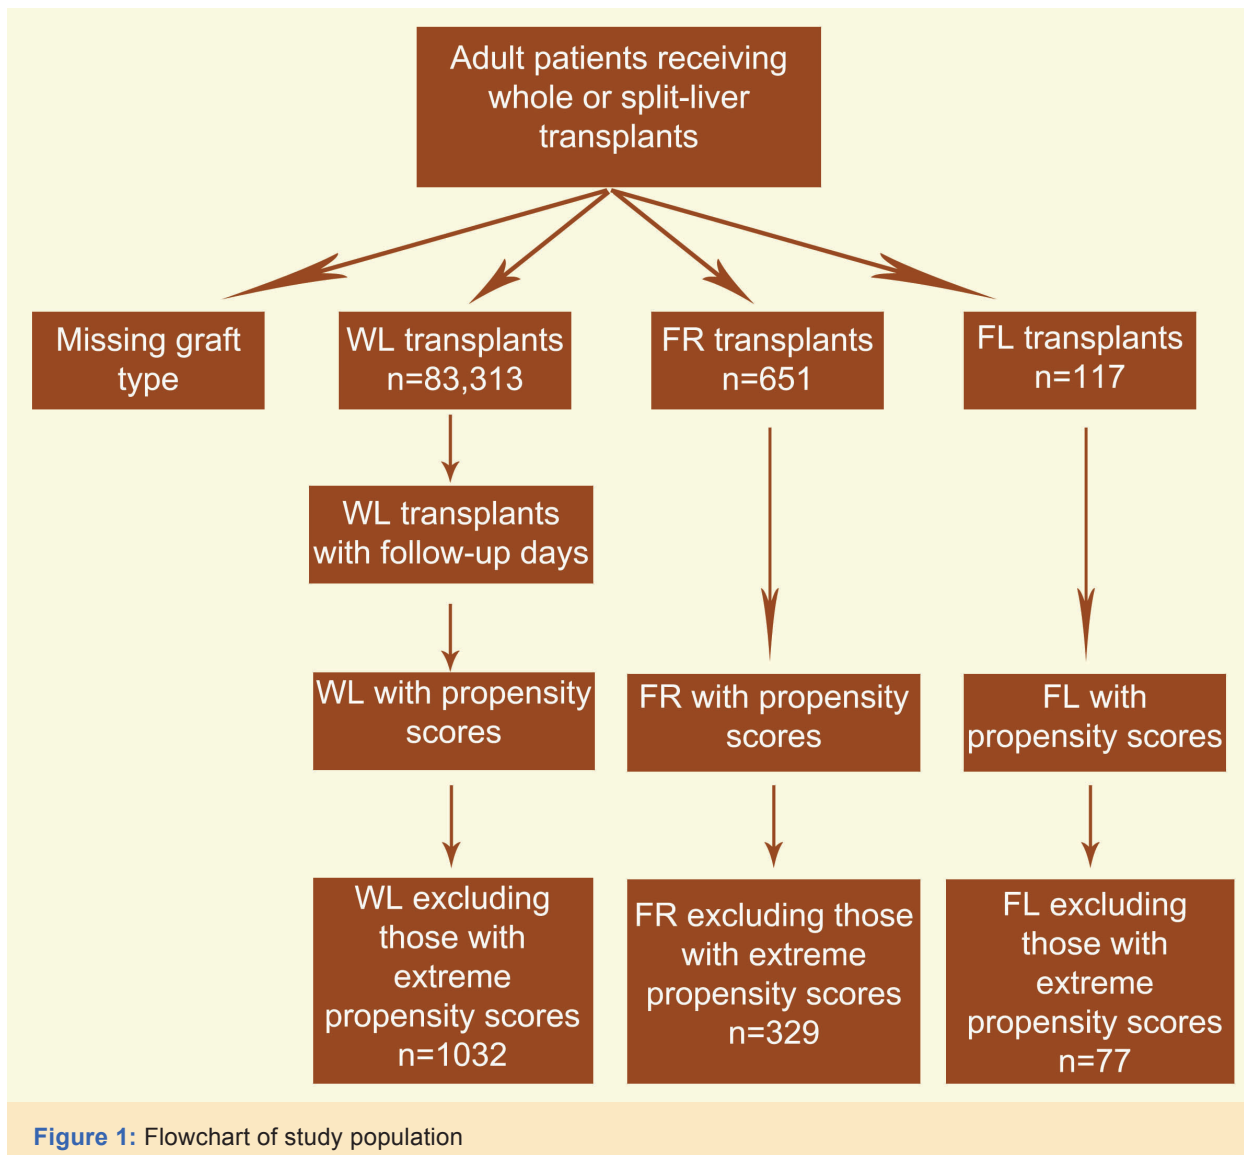 Adult patients receiving
whole or split-liver
transplants
Missing graft
type
WL transplants
n=83,313
FR transplants
n=651
FL transplants
n=117
WL transplants
with follow-up days
WL with propensity
scores
FR with propensity
scores
FL with
propensity scores
WL excluding
those with
extreme
propensity scores
n=1032
FR excluding those
with extreme
propensity scores
n=329
FL excluding
those with
extreme
propensity scores
n=77
Figure 1: Flowchart of study population